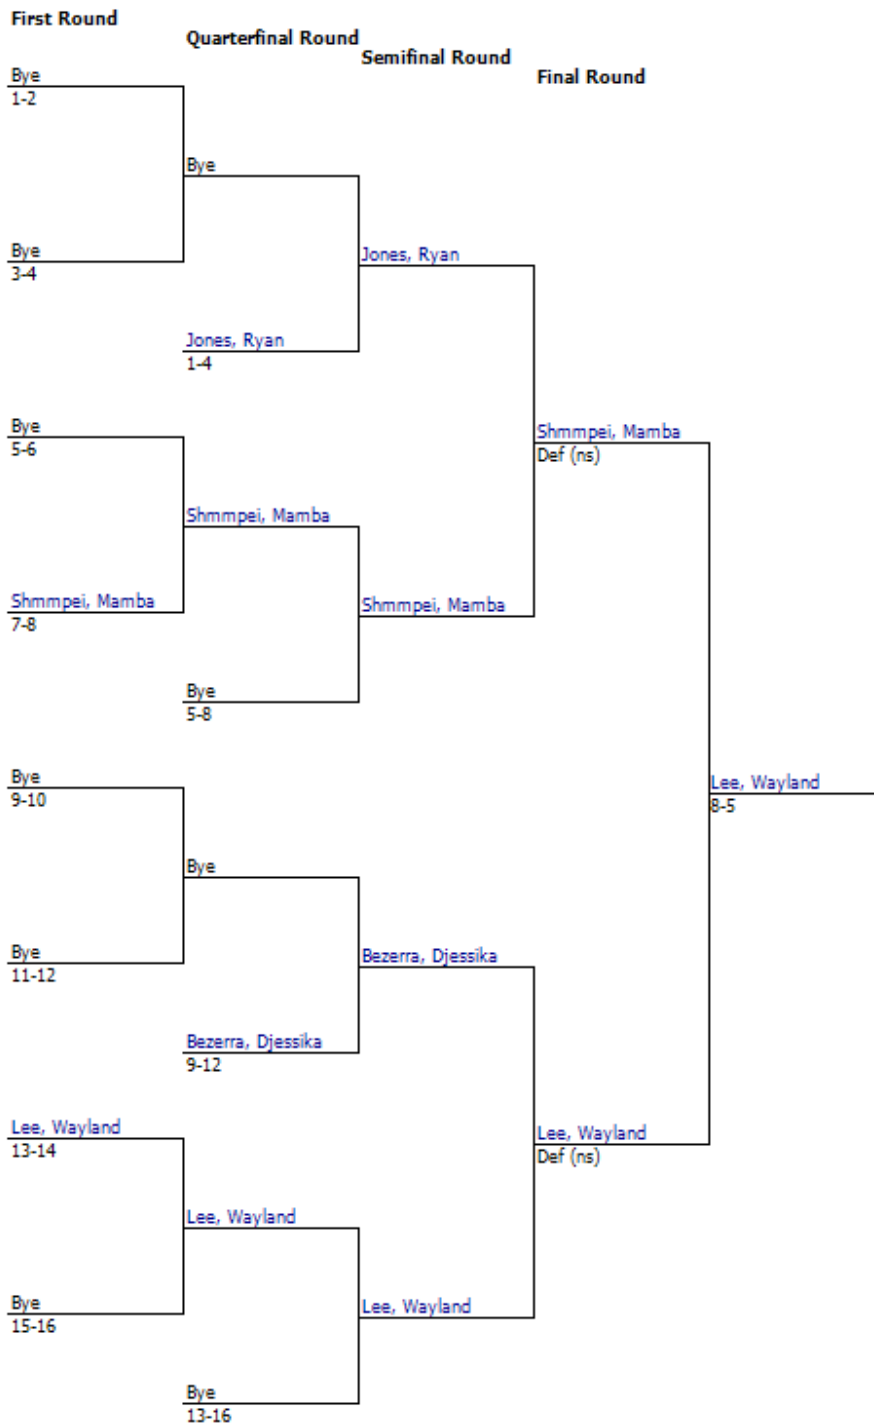 First Round
Quarterfinal Round
Semifinal Round
Final Round
Bye
1-2
Bye
Bye
3-4
Jones, Ryan
Jones, Ryan
1-4
Bye
5-6
Shmmpei, Mamba
Def (ns)
Shmmpei, Mamba
Shmmpei, Mamba
7-8
Shmmpei, Mamba
Bye
5-8
Bye
9-10
Lee, Wayland
8-5
Bye
Bye
11-12
Bezerra, Djessika
Bezerra, Djessika
9-12
Lee, Wayland
13-14
Lee, Wayland
Def (ns)
Lee, Wayland
Bye
15-16
Lee, Wayland
Bye
13-16